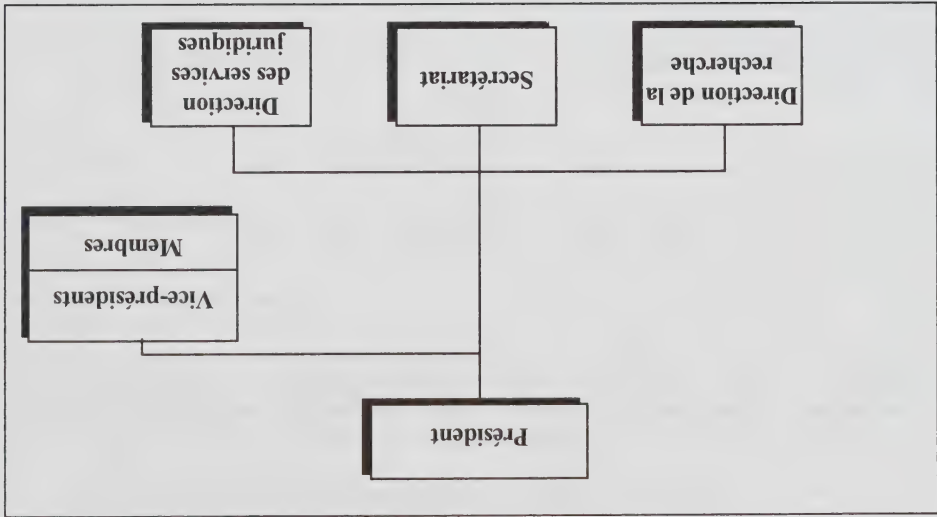 Président
Vice-présidents
Membres
Direction de la
recherche
Secrétariat
Direction
des services
juridiques